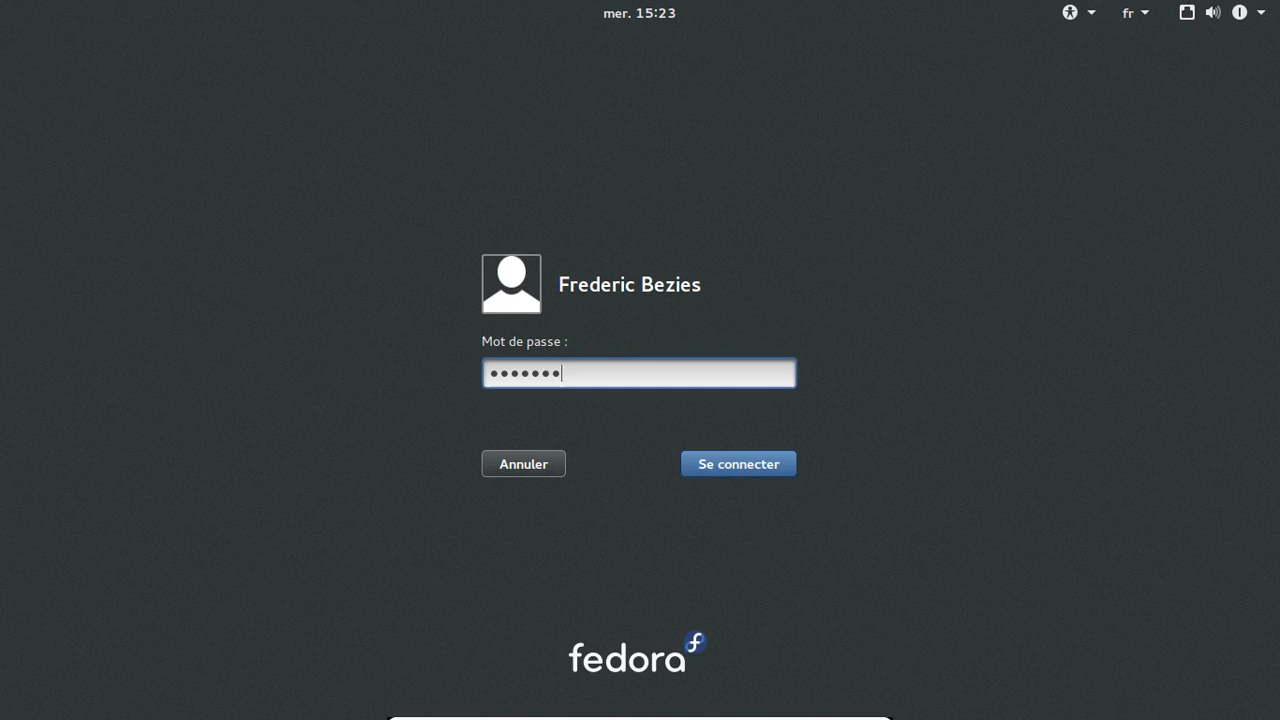 mer. 15:23
fr
Frederic Bezies
Mot de passe :
●●●●●●●
Annuler
Se connecter
fedora